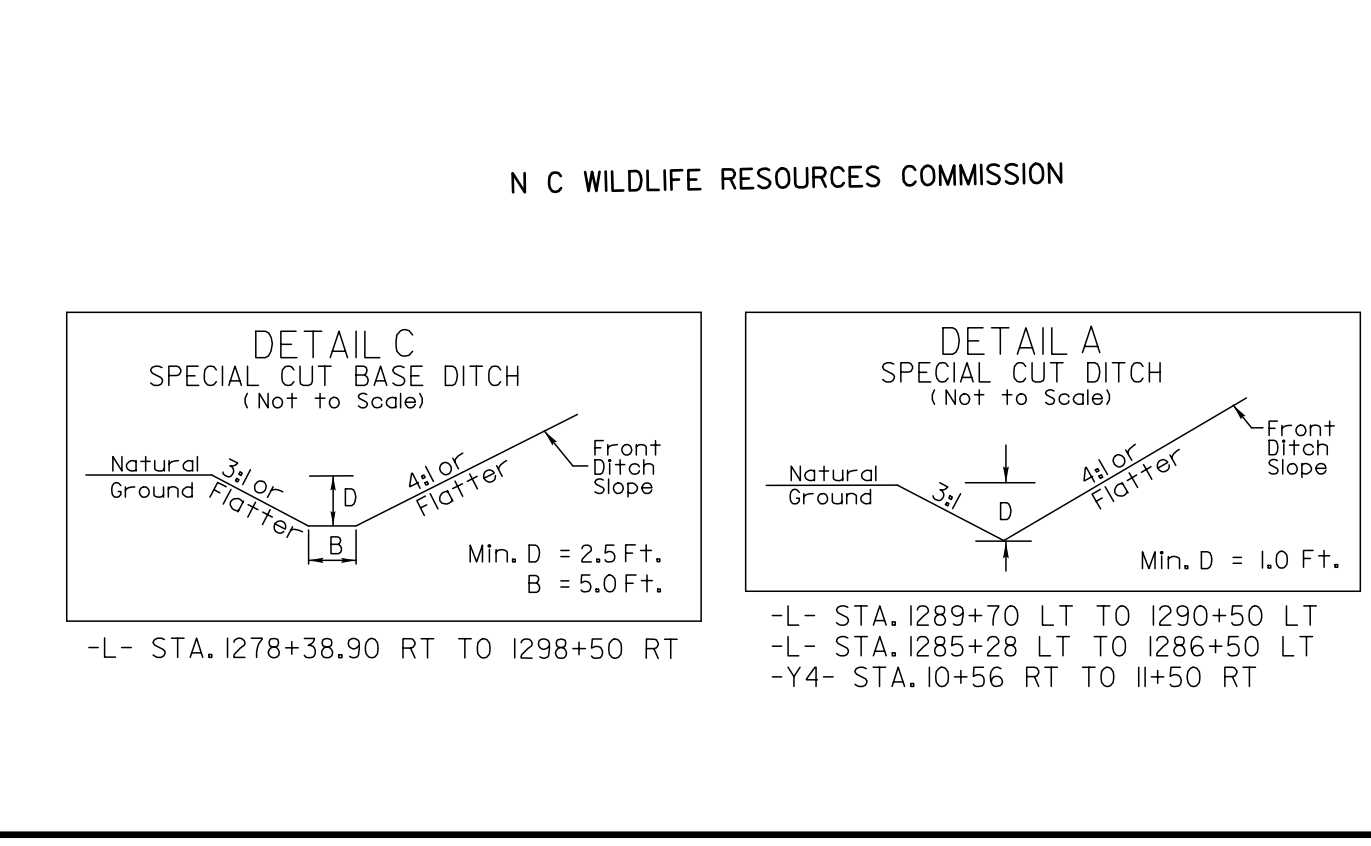 N C WILDLIFE RESOURCES COMMISSION
DETAIL C
SPECIAL CUT BASE DITCH
(Not to Scale)
Natural
Ground
3:1 or
Flatter
D
B
4:1 or
Flatter
Front
Ditch
Slope
Min. D = 2.5 Ft.
B = 5.0 Ft.
-L- STA. 1278+38.90 RT TO 1298+50 RT
DETAIL A
SPECIAL CUT DITCH
(Not to Scale)
Natural
Ground
3:1
D
4:1 or
Flatter
Front
Ditch
Slope
Min. D = 1.0 Ft.
-L- STA. 1289+70 LT TO 1290+50 LT
-L- STA. 1285+28 LT TO 1286+50 LT
-Y4- STA. 10+56 RT TO 11+50 RT